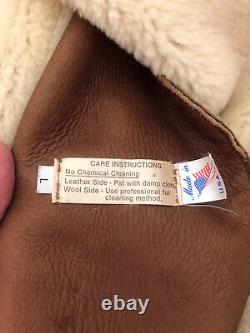 CARE INSTRUCTIONS
No Chemical Cleaning
Leather Side - Pat with damp clo
Wool Side - Use professional fur
cleaning method.
L
Made in
USA